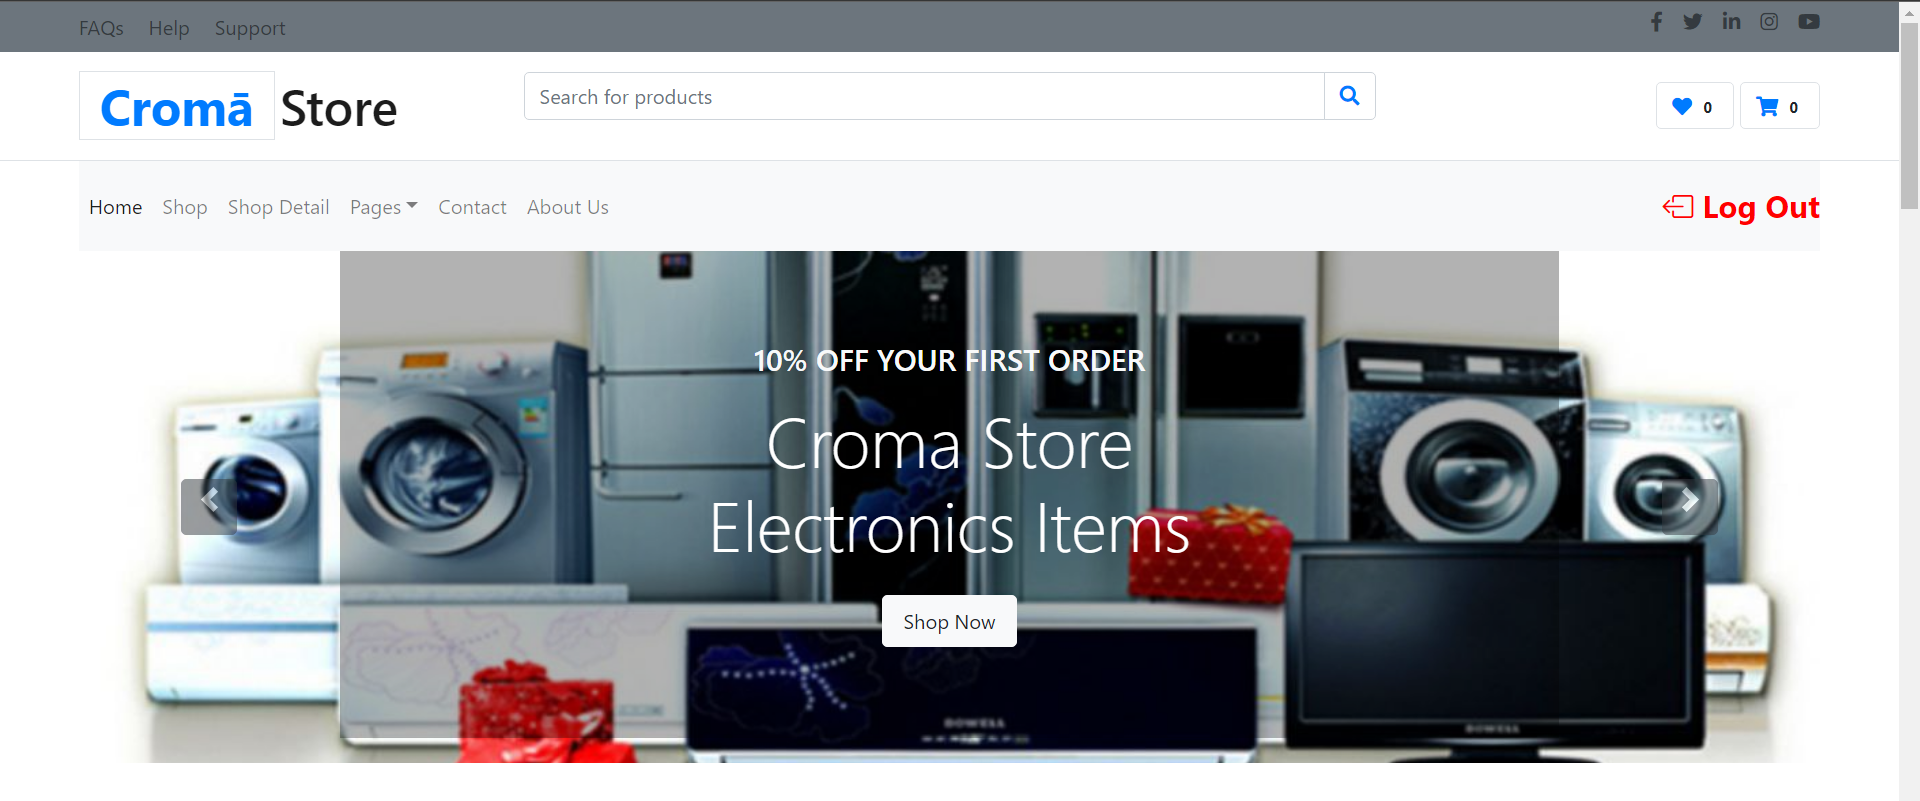 FAQs Help Support
Cromā Store
Search for products
0 0
Home Shop Shop Detail Pages Contact About Us
Log Out
10% OFF YOUR FIRST ORDER
Croma Store
Electronics Items
Shop Now